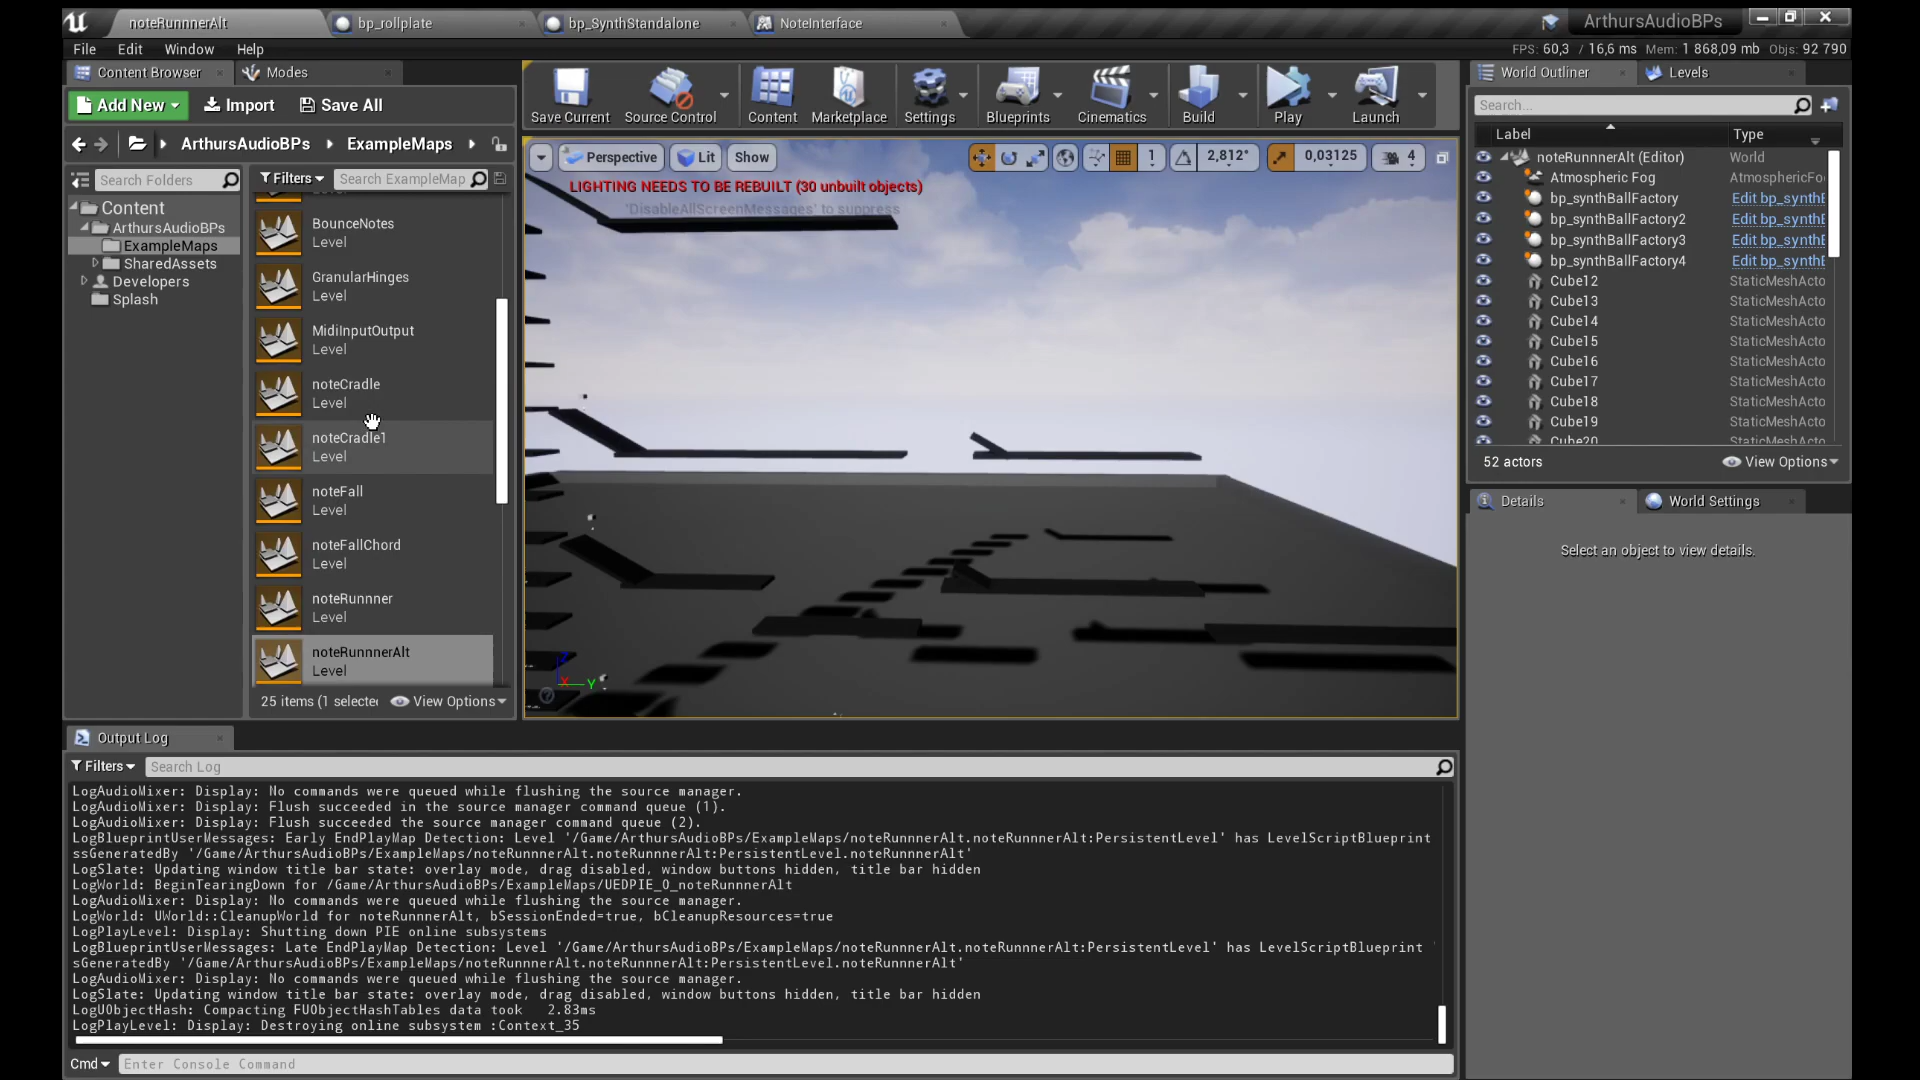 noteRunnnerAlt
bp_rollplate
bp_SynthStandalone
NoteInterface
ArthursAudioBPs
File Edit Window Help
FPS: 60,3 / 16,6 ms Mem: 1 868,09 mb Objs: 92 790
Content Browser
Modes
Add New
Import
Save All
ArthursAudioBPs
ExampleMaps
Search Folders
Filters
Search ExampleMap
Content
ArthursAudioBPs
ExampleMaps
SharedAssets
Developers
Splash
BounceNotes
Level
GranularHinges
Level
MidiInputOutput
Level
noteCradle
Level
noteCradle1
Level
noteFall
Level
noteFallChord
Level
noteRunnner
Level
noteRunnnerAlt
Level
25 items (1 selected
View Options
Save Current
Source Control
Content
Marketplace
Settings
Blueprints
Cinematics
Build
Play
Launch
Perspective
Lit
Show
1
2,812°
0,03125
4
LIGHTING NEEDS TO BE REBUILT (30 unbuilt objects)
'DisableAllScreenMessages' to suppress
Z
X
Y
World Outliner
Levels
Search...
Label
Type
noteRunnnerAlt (Editor) World
Atmospheric Fog AtmosphericFo
bp_synthBallFactory Edit bp_synthE
bp_synthBallFactory2 Edit bp_synthE
bp_synthBallFactory3 Edit bp_synthE
bp_synthBallFactory4 Edit bp_synthE
Cube12 StaticMeshActo
Cube13 StaticMeshActo
Cube14 StaticMeshActo
Cube15 StaticMeshActo
Cube16 StaticMeshActo
Cube17 StaticMeshActo
Cube18 StaticMeshActo
Cube19 StaticMeshActo
Cube20 StaticMeshActo
52 actors
View Options
Details
World Settings
Select an object to view details.
Output Log
Filters
Search Log
LogAudioMixer: Display: No commands were queued while flushing the source manager.
LogAudioMixer: Display: Flush succeeded in the source manager command queue (1).
LogAudioMixer: Display: Flush succeeded the source manager command queue (2).
LogBlueprintUserMessages: Early EndPlayMap Detection: Level '/Game/ArthursAudioBPs/ExampleMaps/noteRunnnerAlt.noteRunnnerAlt:PersistentLevel' has LevelScriptBlueprint
ssGeneratedBy '/Game/ArthursAudioBPs/ExampleMaps/noteRunnnerAlt.noteRunnnerAlt:PersistentLevel.noteRunnnerAlt'
LogSlate: Updating window title bar state: overlay mode, drag disabled, window buttons hidden, title bar hidden
LogWorld: BeginTearingDown for /Game/ArthursAudioBPs/ExampleMaps/UEDPIE_0_noteRunnnerAlt
LogAudioMixer: Display: No commands were queued while flushing the source manager.
LogWorld: UWorld::CleanupWorld for noteRunnnerAlt, bSessionEnded=true, bCleanupResources=true
LogPlayLevel: Display: Shutting down PIE online subsystems
LogBlueprintUserMessages: Late EndPlayMap Detection: Level '/Game/ArthursAudioBPs/ExampleMaps/noteRunnnerAlt.noteRunnnerAlt:PersistentLevel' has LevelScriptBlueprint '
sGeneratedBy '/Game/ArthursAudioBPs/ExampleMaps/noteRunnnerAlt.noteRunnnerAlt:PersistentLevel.noteRunnnerAlt'
LogAudioMixer: Display: No commands were queued while flushing the source manager.
LogSlate: Updating window title bar state: overlay mode, drag disabled, window buttons hidden, title bar hidden
LogUObjectHash: Compacting FUObjectHashTables data took 2.83ms
LogPlayLevel: Display: Destroying online subsystem :Context_35
Cmd
Enter Console Command